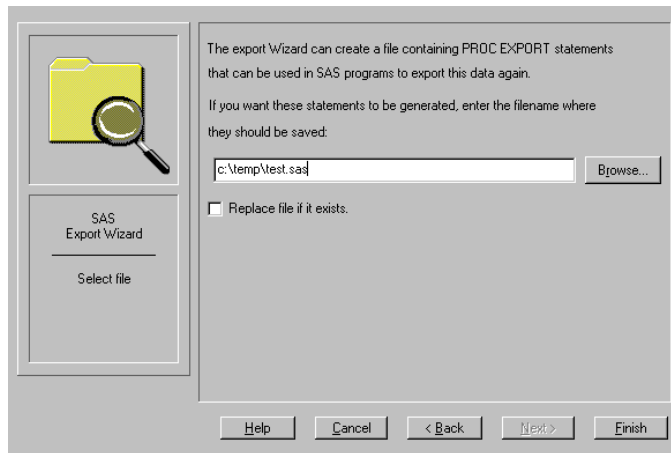 The export Wizard can create a file containing PROC EXPORT statements
that can be used in SAS programs to export this data again.
If you want these statements to be generated, enter the filename where
they should be saved:
c:\temp\test.sas
Browse...
Replace file if it exists.
SAS
Export Wizard
Select file
Help
Cancel
< Back
Next >
Finish